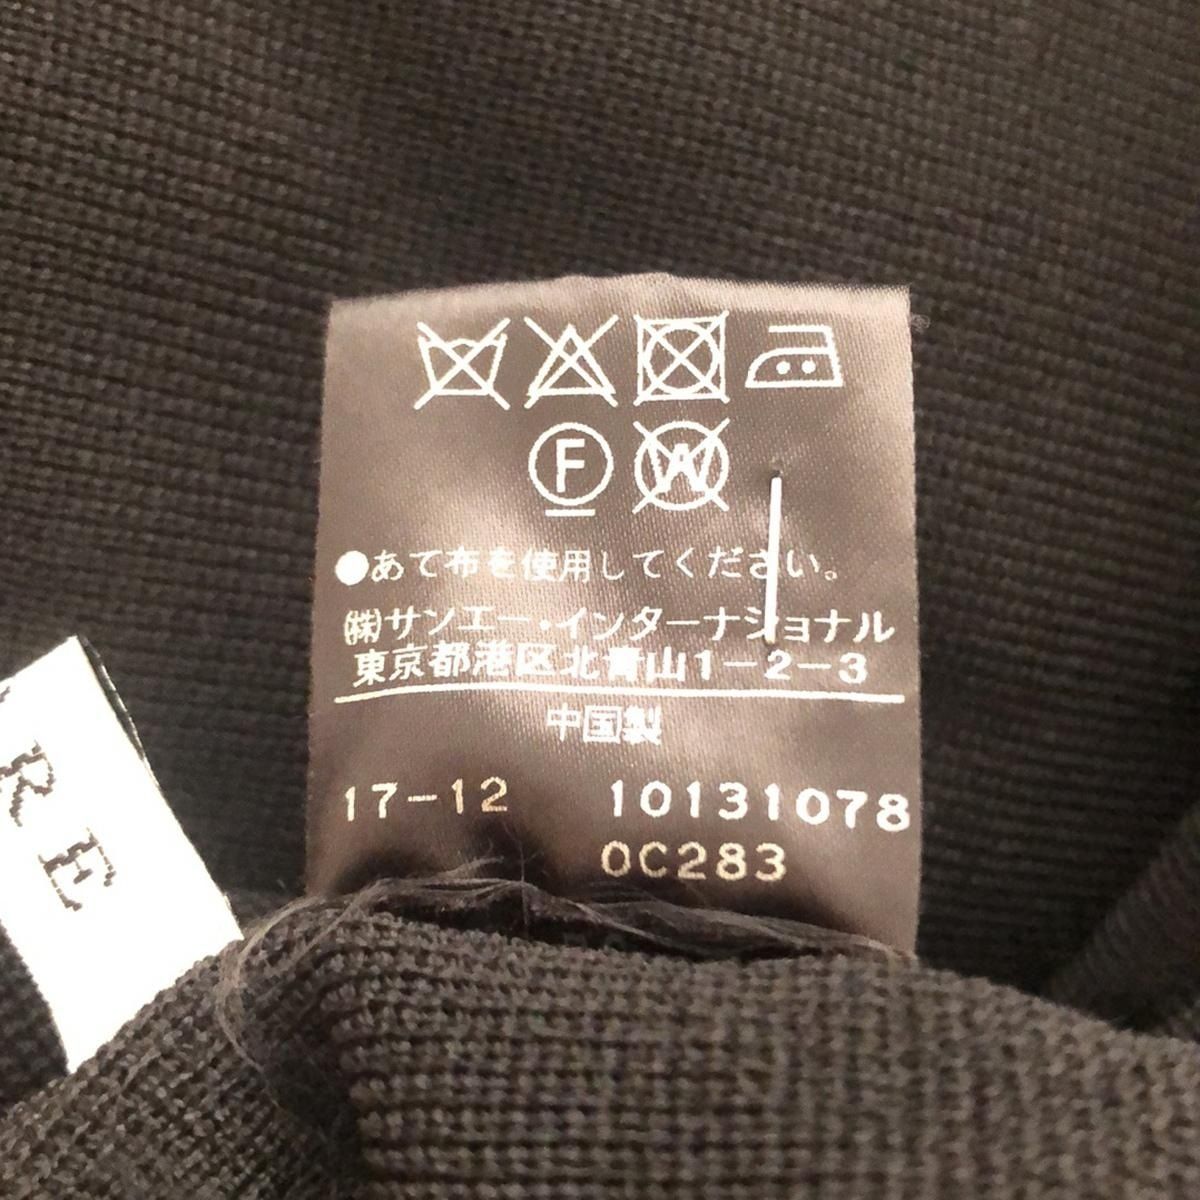 F W
●あて布を使用してください。
㈱サンエー・インターナショナル
東京都港区北青山1-2-3
中国製
17-12 10131078
0C283
RE